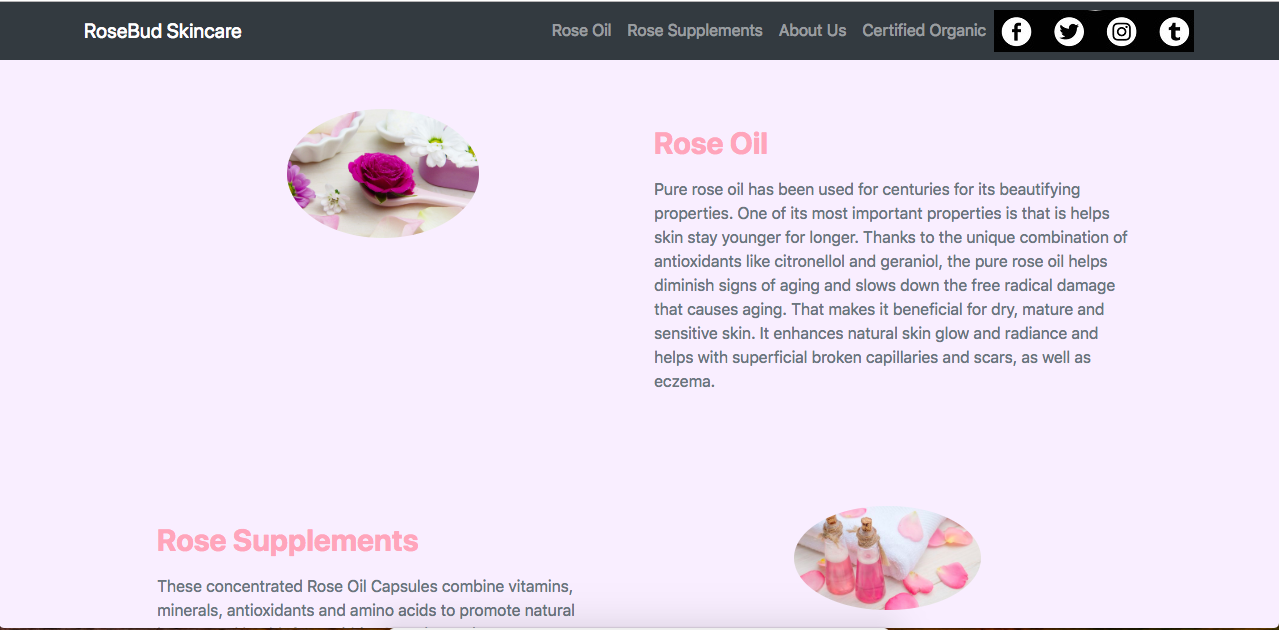 RoseBud Skincare
Rose Oil Rose Supplements About Us Certified Organic
Rose Oil
Pure rose oil has been used for centuries for its beautifying
properties. One of its most important properties is that is helps
skin stay younger for longer. Thanks to the unique combination of
antioxidants like citronellol and geraniol, the pure rose oil helps
diminish signs of aging and slows down the free radical damage
that causes aging. That makes it beneficial for dry, mature and
sensitive skin. It enhances natural skin glow and radiance and
helps with superficial broken capillaries and scars, as well as
eczema.
Rose Supplements
These concentrated Rose Oil Capsules combine vitamins,
minerals, antioxidants and amino acids to promote natural